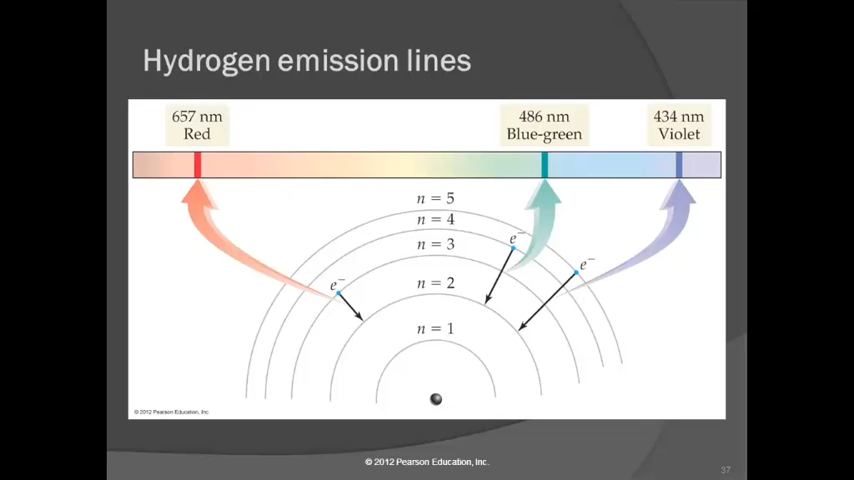 Hydrogen emission lines
657 nm
Red
486 nm
Blue-green
434 nm
Violet
n = 5
n = 4
n = 3
n = 2
n = 1
e⁻
e⁻
e⁻
© 2012 Pearson Education, Inc.
© 2012 Pearson Education, Inc.
37